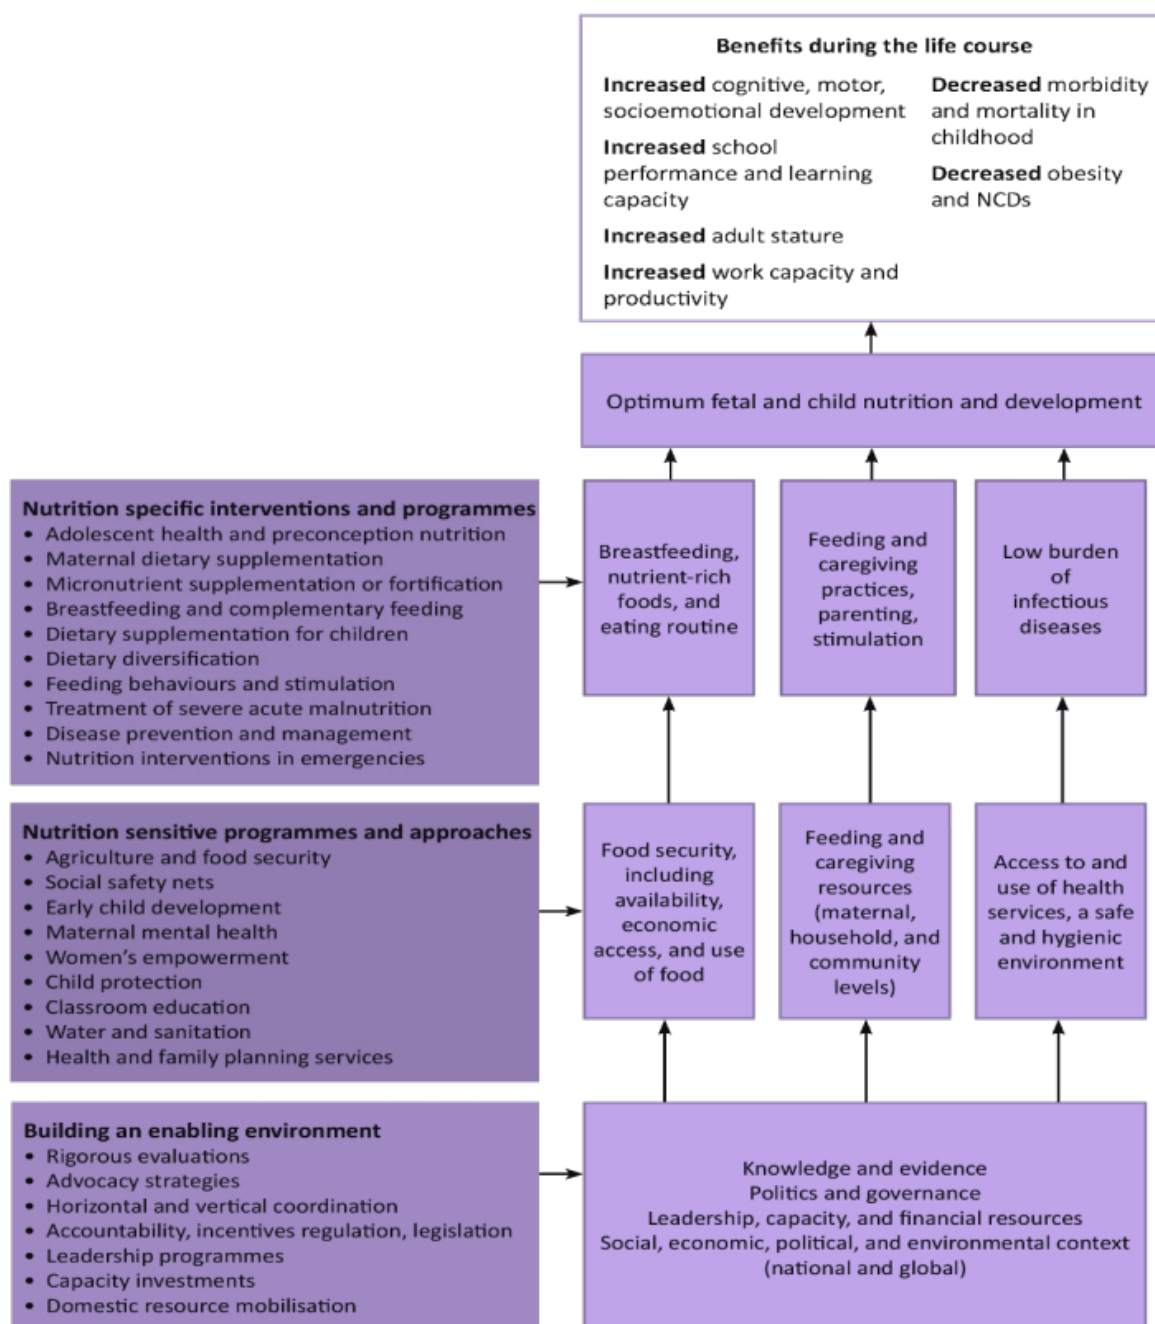 Benefits during the life course
Increased cognitive, motor,
socioemotional development
Increased school
performance and learning
capacity
Increased adult stature
Increased work capacity and
productivity
Decreased morbidity
and mortality in
childhood
Decreased obesity
and NCDs
Optimum fetal and child nutrition and development
Nutrition specific interventions and programmes
• Adolescent health and preconception nutrition
• Maternal dietary supplementation
• Micronutrient supplementation or fortification
• Breastfeeding and complementary feeding
• Dietary supplementation for children
• Dietary diversification
• Feeding behaviours and stimulation
• Treatment of severe acute malnutrition
• Disease prevention and management
• Nutrition interventions in emergencies
Breastfeeding,
nutrient-rich
foods, and
eating routine
Feeding and
caregiving
practices,
parenting,
stimulation
Low burden
of
infectious
diseases
Nutrition sensitive programmes and approaches
• Agriculture and food security
• Social safety nets
• Early child development
• Maternal mental health
• Women's empowerment
• Child protection
• Classroom education
• Water and sanitation
• Health and family planning services
Food security,
including
availability,
economic
access, and use
of food
Feeding and
caregiving
resources
(maternal,
household, and
community
levels)
Access to and
use of health
services, a safe
and hygienic
environment
Building an enabling environment
• Rigorous evaluations
• Advocacy strategies
• Horizontal and vertical coordination
• Accountability, incentives regulation, legislation
• Leadership programmes
• Capacity investments
• Domestic resource mobilisation
Knowledge and evidence
Politics and governance
Leadership, capacity, and financial resources
Social, economic, political, and environmental context
(national and global)